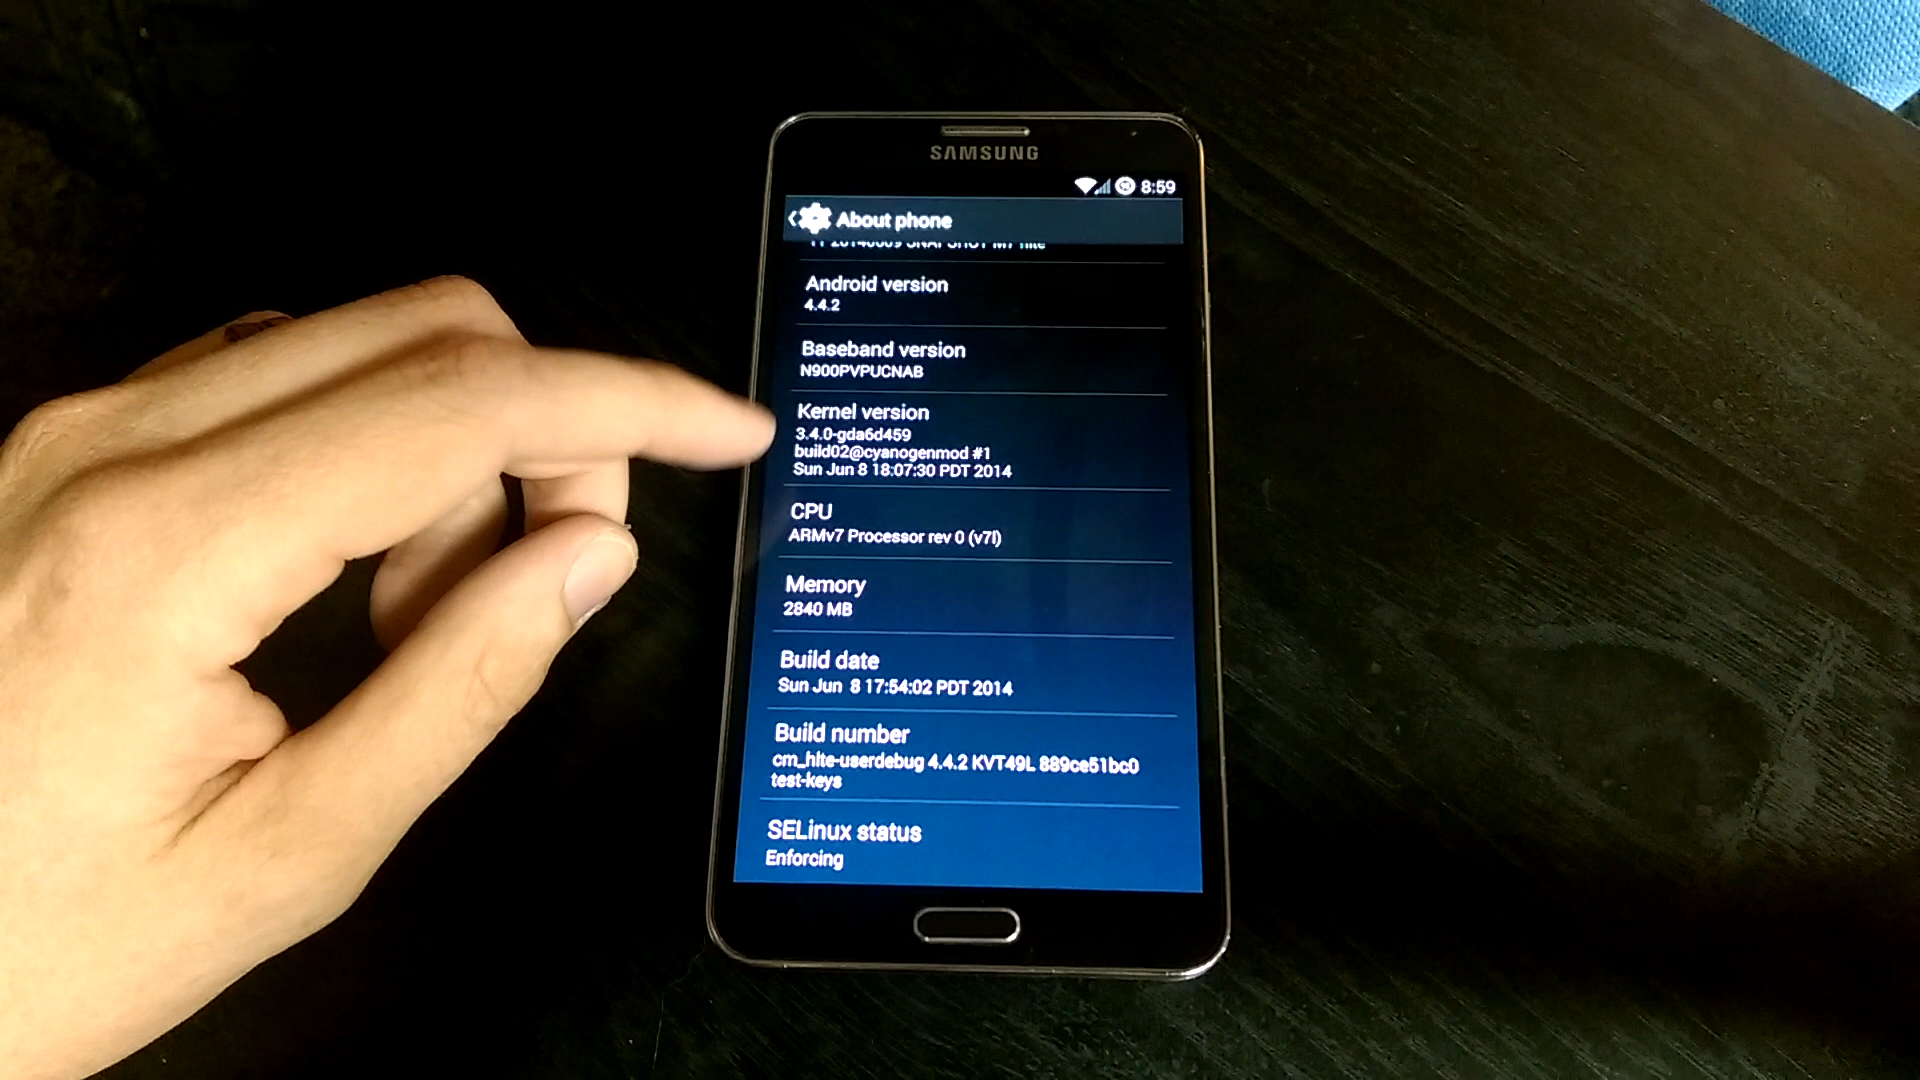 SAMSUNG
8:59
About phone
Android version
4.4.2
Baseband version
N900PVPUCNAB
Kernel version
3.4.0-gda6d459
build02@cyanogenmod #1
Sun Jun 8 18:07:30 PDT 2014
CPU
ARMv7 Processor rev 0 (v7l)
Memory
2840 MB
Build date
Sun Jun 8 17:54:02 PDT 2014
Build number
cm_hlte-userdebug 4.4.2 KVT49L 889ce51bc0
test-keys
SELinux status
Enforcing